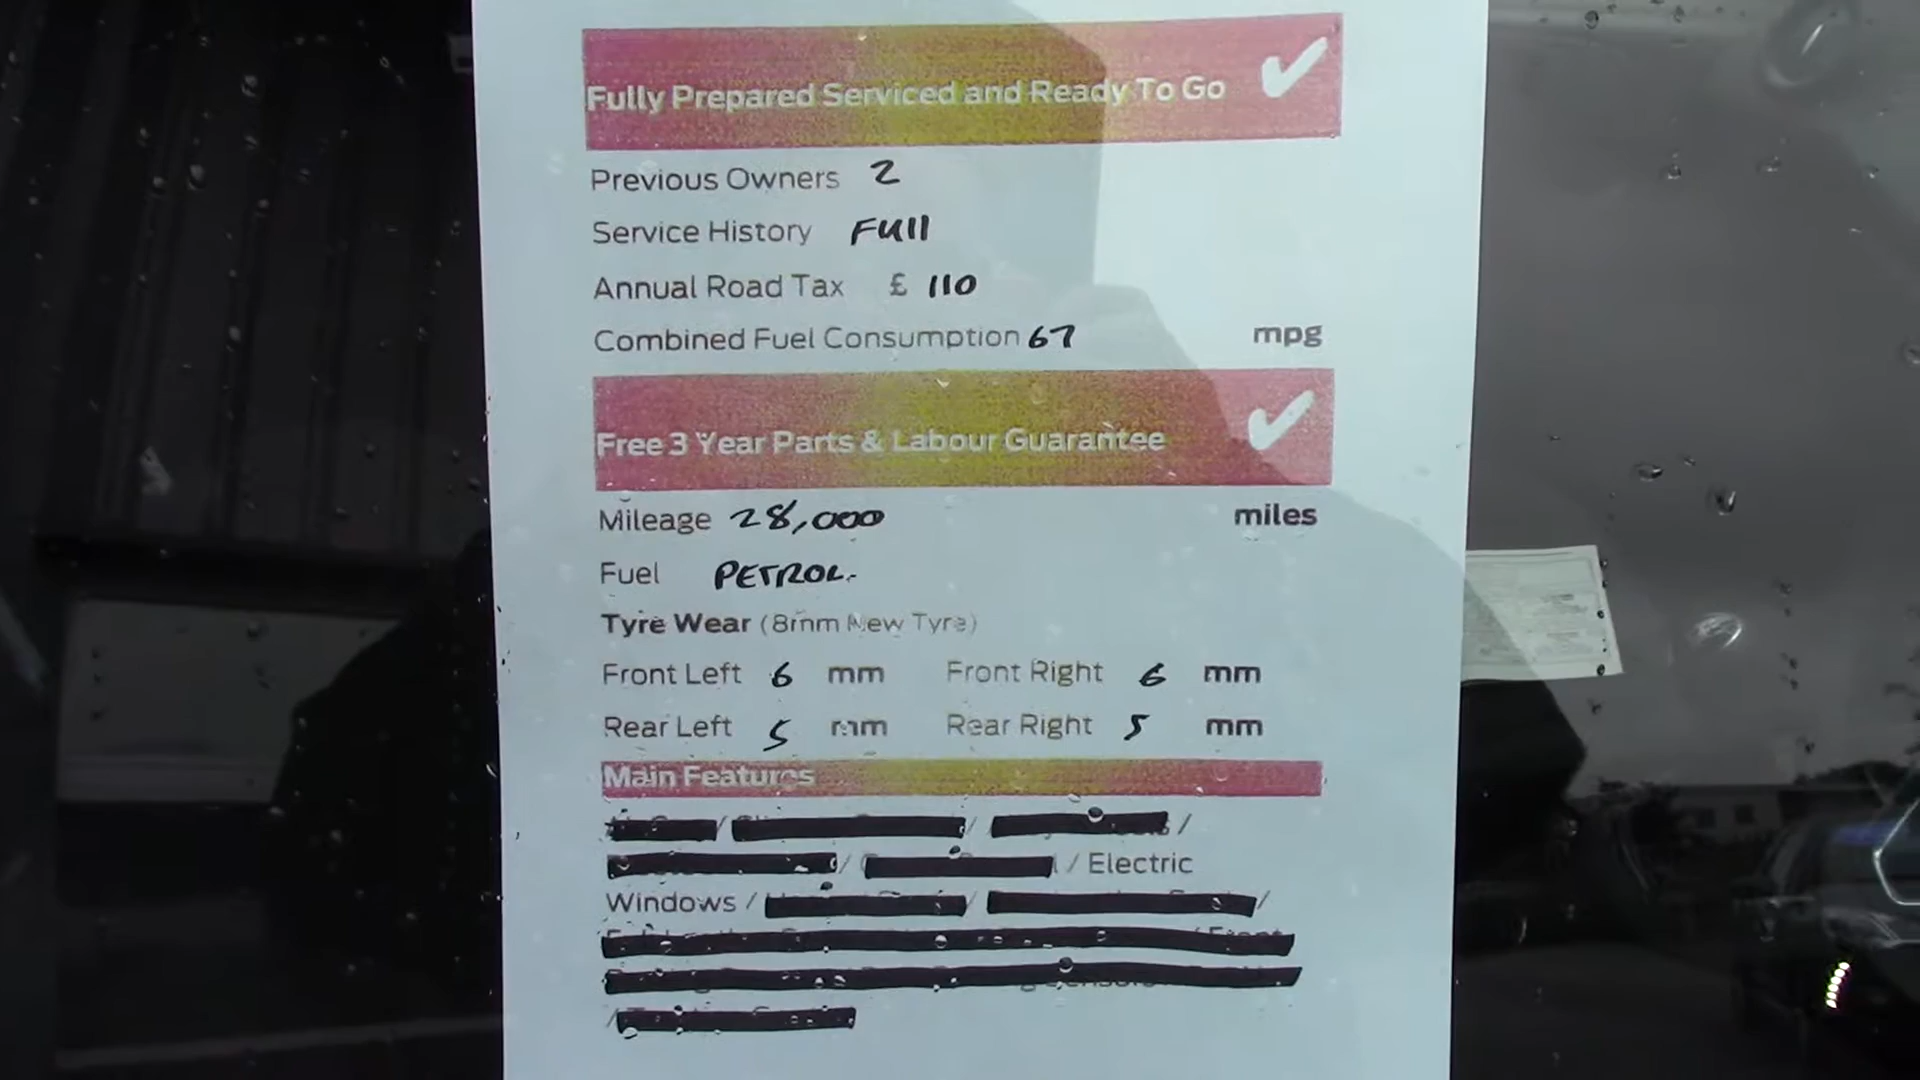 Fully Prepared Serviced and Ready To Go
Previous Owners 2
Service History FUll
Annual Road Tax £ 110
Combined Fuel Consumption 67 mpg
Free 3 Year Parts & Labour Guarantee
Mileage 28,000 miles
Fuel PETROL.
Tyre Wear (8mm New Tyre)
Front Left 6 mm Front Right 6 mm
Rear Left 5 mm Rear Right 5 mm
Main Features
/ / /
/ / Electric
Windows / / /
/ Front
/